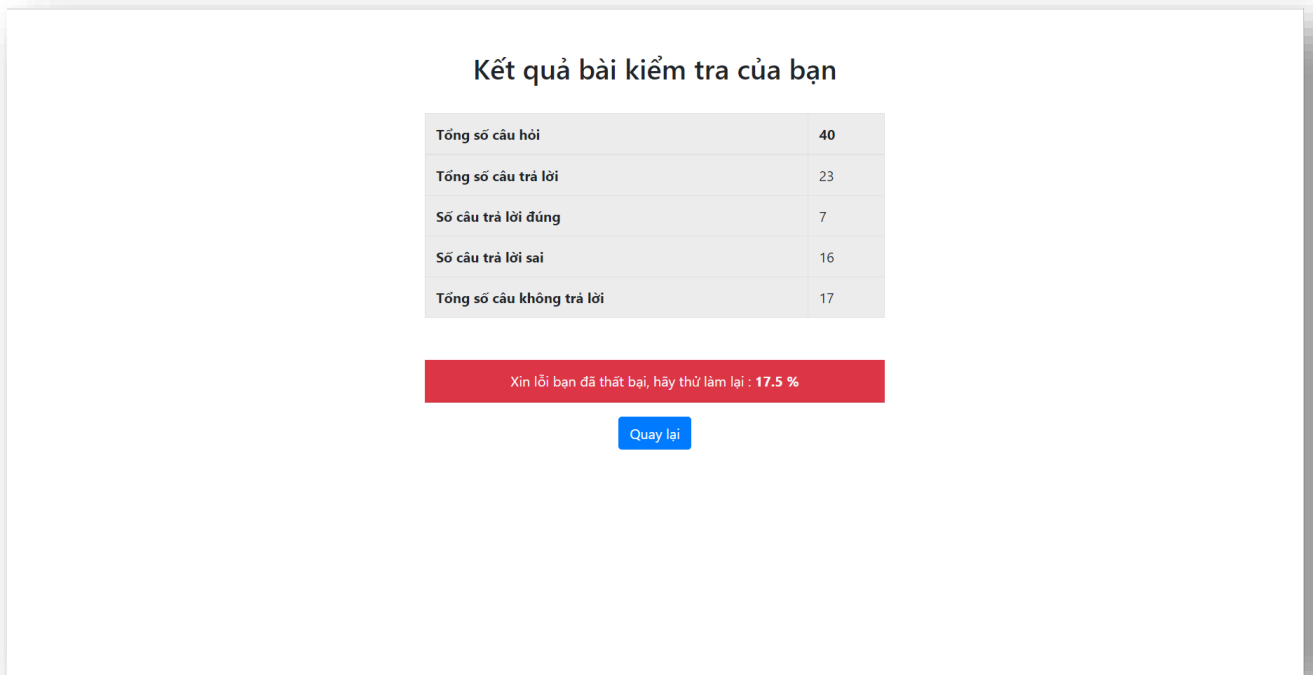 Kết quả bài kiểm tra của bạn
Tổng số câu hỏi 40
Tổng số câu trả lời 23
Số câu trả lời đúng 7
Số câu trả lời sai 16
Tổng số câu không trả lời 17
Xin lỗi bạn đã thất bại, hãy thử làm lại : 17.5 %
Quay lại